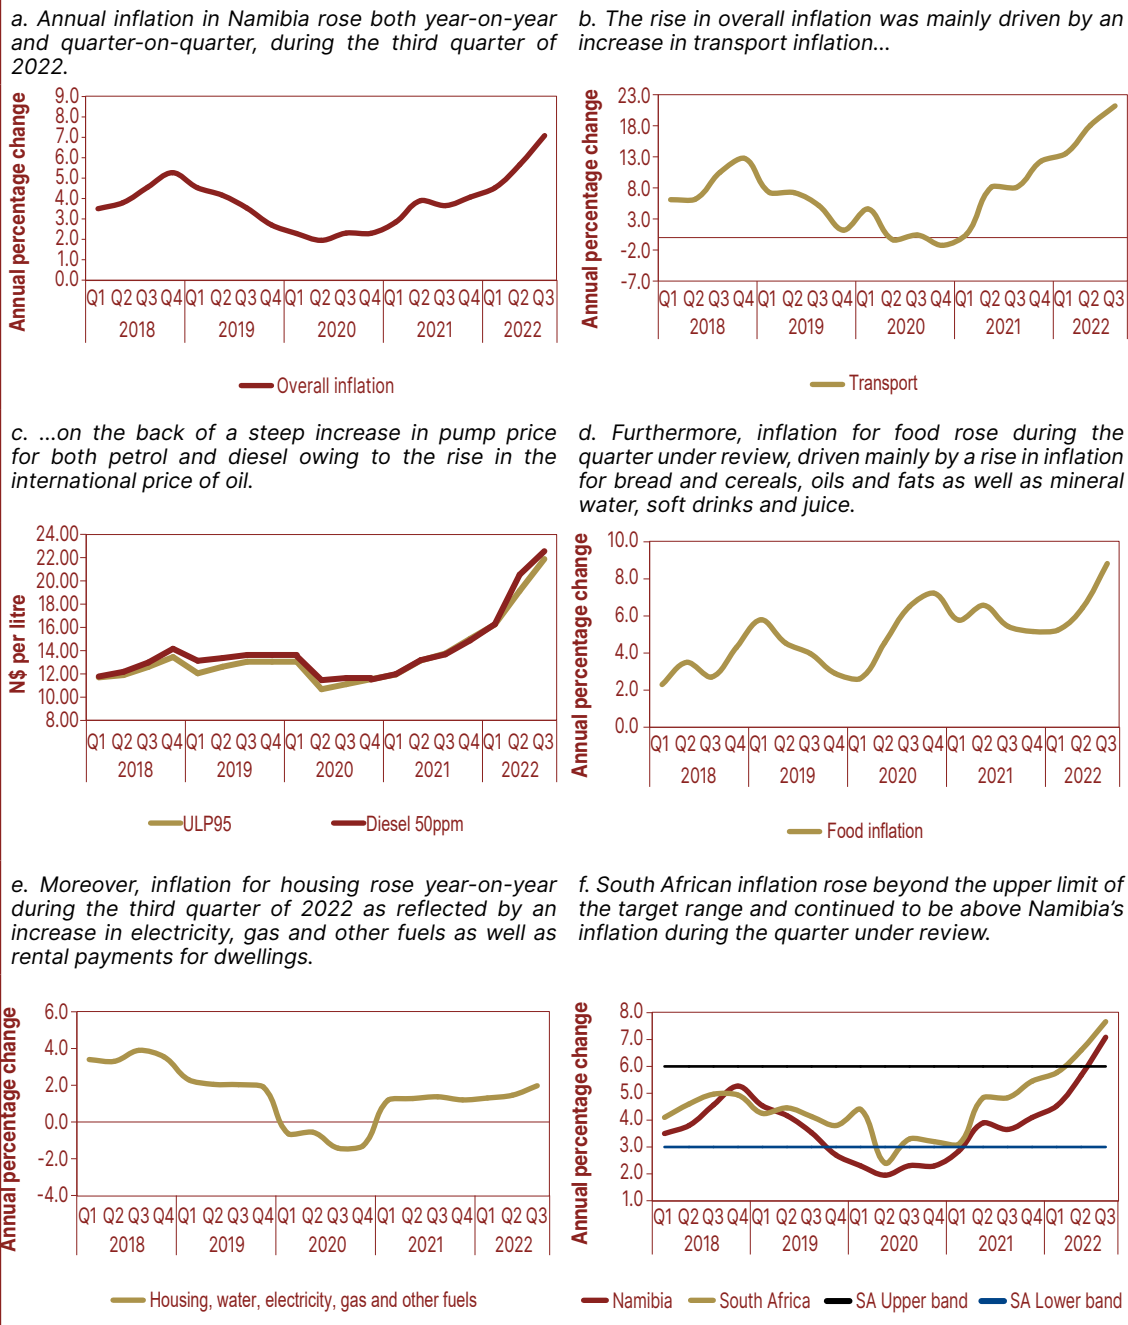 a. Annual inflation in Namibia rose both year-on-year
and quarter-on-quarter, during the third quarter of
2022.
Annual percentage change
9.0
8.0
7.0
6.0
5.0
4.0
3.0
2.0
1.0
0.0
Q1 Q2 Q3 Q4 Q1 Q2 Q3 Q4 Q1 Q2 Q3 Q4 Q1 Q2 Q3 Q4 Q1 Q2 Q3
2018 2019 2020 2021 2022
Overall inflation
b. The rise in overall inflation was mainly driven by an
increase in transport inflation...
Annual percentage change
23.0
18.0
13.0
8.0
3.0
-2.0
-7.0
Q1 Q2 Q3 Q4 Q1 Q2 Q3 Q4 Q1 Q2 Q3 Q4 Q1 Q2 Q3 Q4 Q1 Q2 Q3
2018 2019 2020 2021 2022
Transport
c. ...on the back of a steep increase in pump price
for both petrol and diesel owing to the rise in the
international price of oil.
N$ per litre
24.00
22.00
20.00
18.00
16.00
14.00
12.00
10.00
8.00
Q1 Q2 Q3 Q4 Q1 Q2 Q3 Q4 Q1 Q2 Q3 Q4 Q1 Q2 Q3 Q4 Q1 Q2 Q3
2018 2019 2020 2021 2022
ULP95 Diesel 50ppm
d. Furthermore, inflation for food rose during the
quarter under review, driven mainly by a rise in inflation
for bread and cereals, oils and fats as well as mineral
water, soft drinks and juice.
Annual percentage change
10.0
8.0
6.0
4.0
2.0
0.0
Q1 Q2 Q3 Q4 Q1 Q2 Q3 Q4 Q1 Q2 Q3 Q4 Q1 Q2 Q3 Q4 Q1 Q2 Q3
2018 2019 2020 2021 2022
Food inflation
e. Moreover, inflation for housing rose year-on-year
during the third quarter of 2022 as reflected by an
increase in electricity, gas and other fuels as well as
rental payments for dwellings.
Annual percentage change
6.0
4.0
2.0
0.0
-2.0
-4.0
Q1 Q2 Q3 Q4 Q1 Q2 Q3 Q4 Q1 Q2 Q3 Q4 Q1 Q2 Q3 Q4 Q1 Q2 Q3
2018 2019 2020 2021 2022
Housing, water, electricity, gas and other fuels
f. South African inflation rose beyond the upper limit of
the target range and continued to be above Namibia's
inflation during the quarter under review.
Annual percentage change
8.0
7.0
6.0
5.0
4.0
3.0
2.0
1.0
Q1 Q2 Q3 Q4 Q1 Q2 Q3 Q4 Q1 Q2 Q3 Q4 Q1 Q2 Q3 Q4 Q1 Q2 Q3
2018 2019 2020 2021 2022
Namibia South Africa SA Upper band SA Lower band